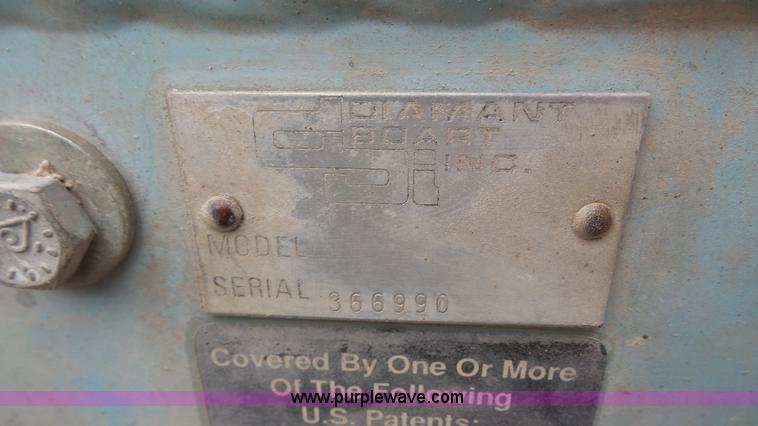 DIAMANT
BOART
INC.
MODEL
SERIAL 366990
Covered By One Or More
Of The Following
U.S. Patents:
www.purplewave.com